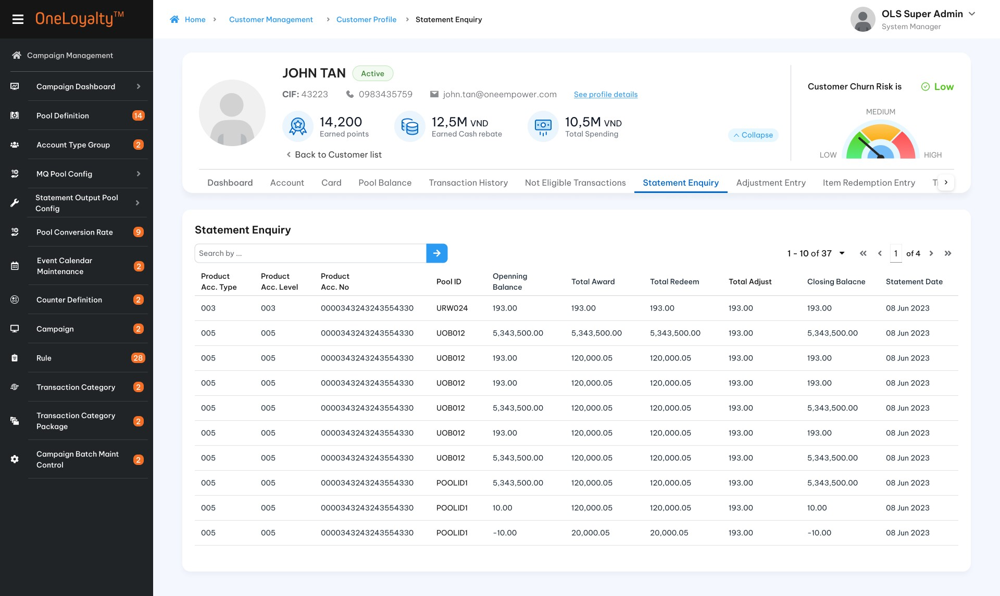 OneLoyalty™
Home > Customer Management > Customer Profile > Statement Enquiry
OLS Super Admin
System Manager
Campaign Management
Campaign Dashboard
Pool Definition 14
Account Type Group 2
MQ Pool Config
Statement Output Pool
Config
Pool Conversion Rate 9
Event Calendar
Maintenance 2
Counter Definition 2
Campaign 2
Rule 28
Transaction Category 2
Transaction Category
Package 2
Campaign Batch Maint
Control 2
JOHN TAN Active
CIF: 43223 0983435759 john.tan@oneempower.com See profile details
14,200
Earned points
12,5M VND
Earned Cash rebate
10,5M VND
Total Spending
Collapse
Back to Customer list
Customer Churn Risk is Low
MEDIUM
LOW HIGH
Dashboard Account Card Pool Balance Transaction History Not Eligible Transactions Statement Enquiry Adjustment Entry Item Redemption Entry
Statement Enquiry
Search by ...
1 - 10 of 37 1 of 4
Product Acc. Type Product Acc. Level Product Acc. No Pool ID Openning Balance Total Award Total Redeem Total Adjust Closing Balacne Statement Date
003 003 0000343243243554330 URW024 193.00 193.00 193.00 193.00 193.00 08 Jun 2023
005 005 0000343243243554330 UOB012 5,343,500.00 5,343,500.00 5,343,500.00 193.00 5,343,500.00 08 Jun 2023
005 005 0000343243243554330 UOB012 193.00 120,000.05 120,000.05 193.00 193.00 08 Jun 2023
005 005 0000343243243554330 UOB012 193.00 120,000.05 120,000.05 193.00 193.00 08 Jun 2023
005 005 0000343243243554330 UOB012 5,343,500.00 120,000.05 120,000.05 193.00 5,343,500.00 08 Jun 2023
005 005 0000343243243554330 UOB012 193.00 120,000.05 120,000.05 193.00 193.00 08 Jun 2023
005 005 0000343243243554330 UOB012 5,343,500.00 120,000.05 120,000.05 193.00 5,343,500.00 08 Jun 2023
005 005 0000343243243554330 POOLID1 5,343,500.00 120,000.05 120,000.05 193.00 5,343,500.00 08 Jun 2023
005 005 0000343243243554330 POOLID1 10.00 120,000.05 120,000.05 193.00 10.00 08 Jun 2023
005 005 0000343243243554330 POOLID1 -10.00 20,000.05 20,000.05 193.00 -10.00 08 Jun 2023